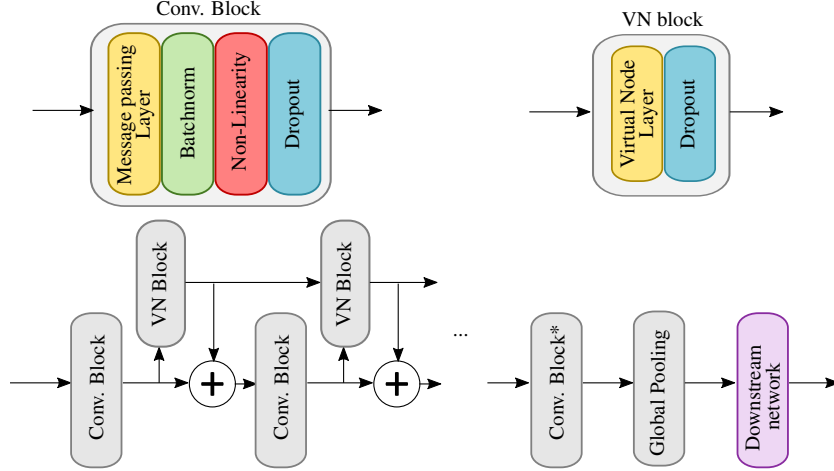 Conv. Block
Message passing
Layer
Batchnorm
Non-Linearity
Dropout
VN block
Virtual Node
Layer
Dropout
Conv. Block
VN Block
+
Conv. Block
VN Block
+
...
Conv. Block*
Global Pooling
Downstream
network